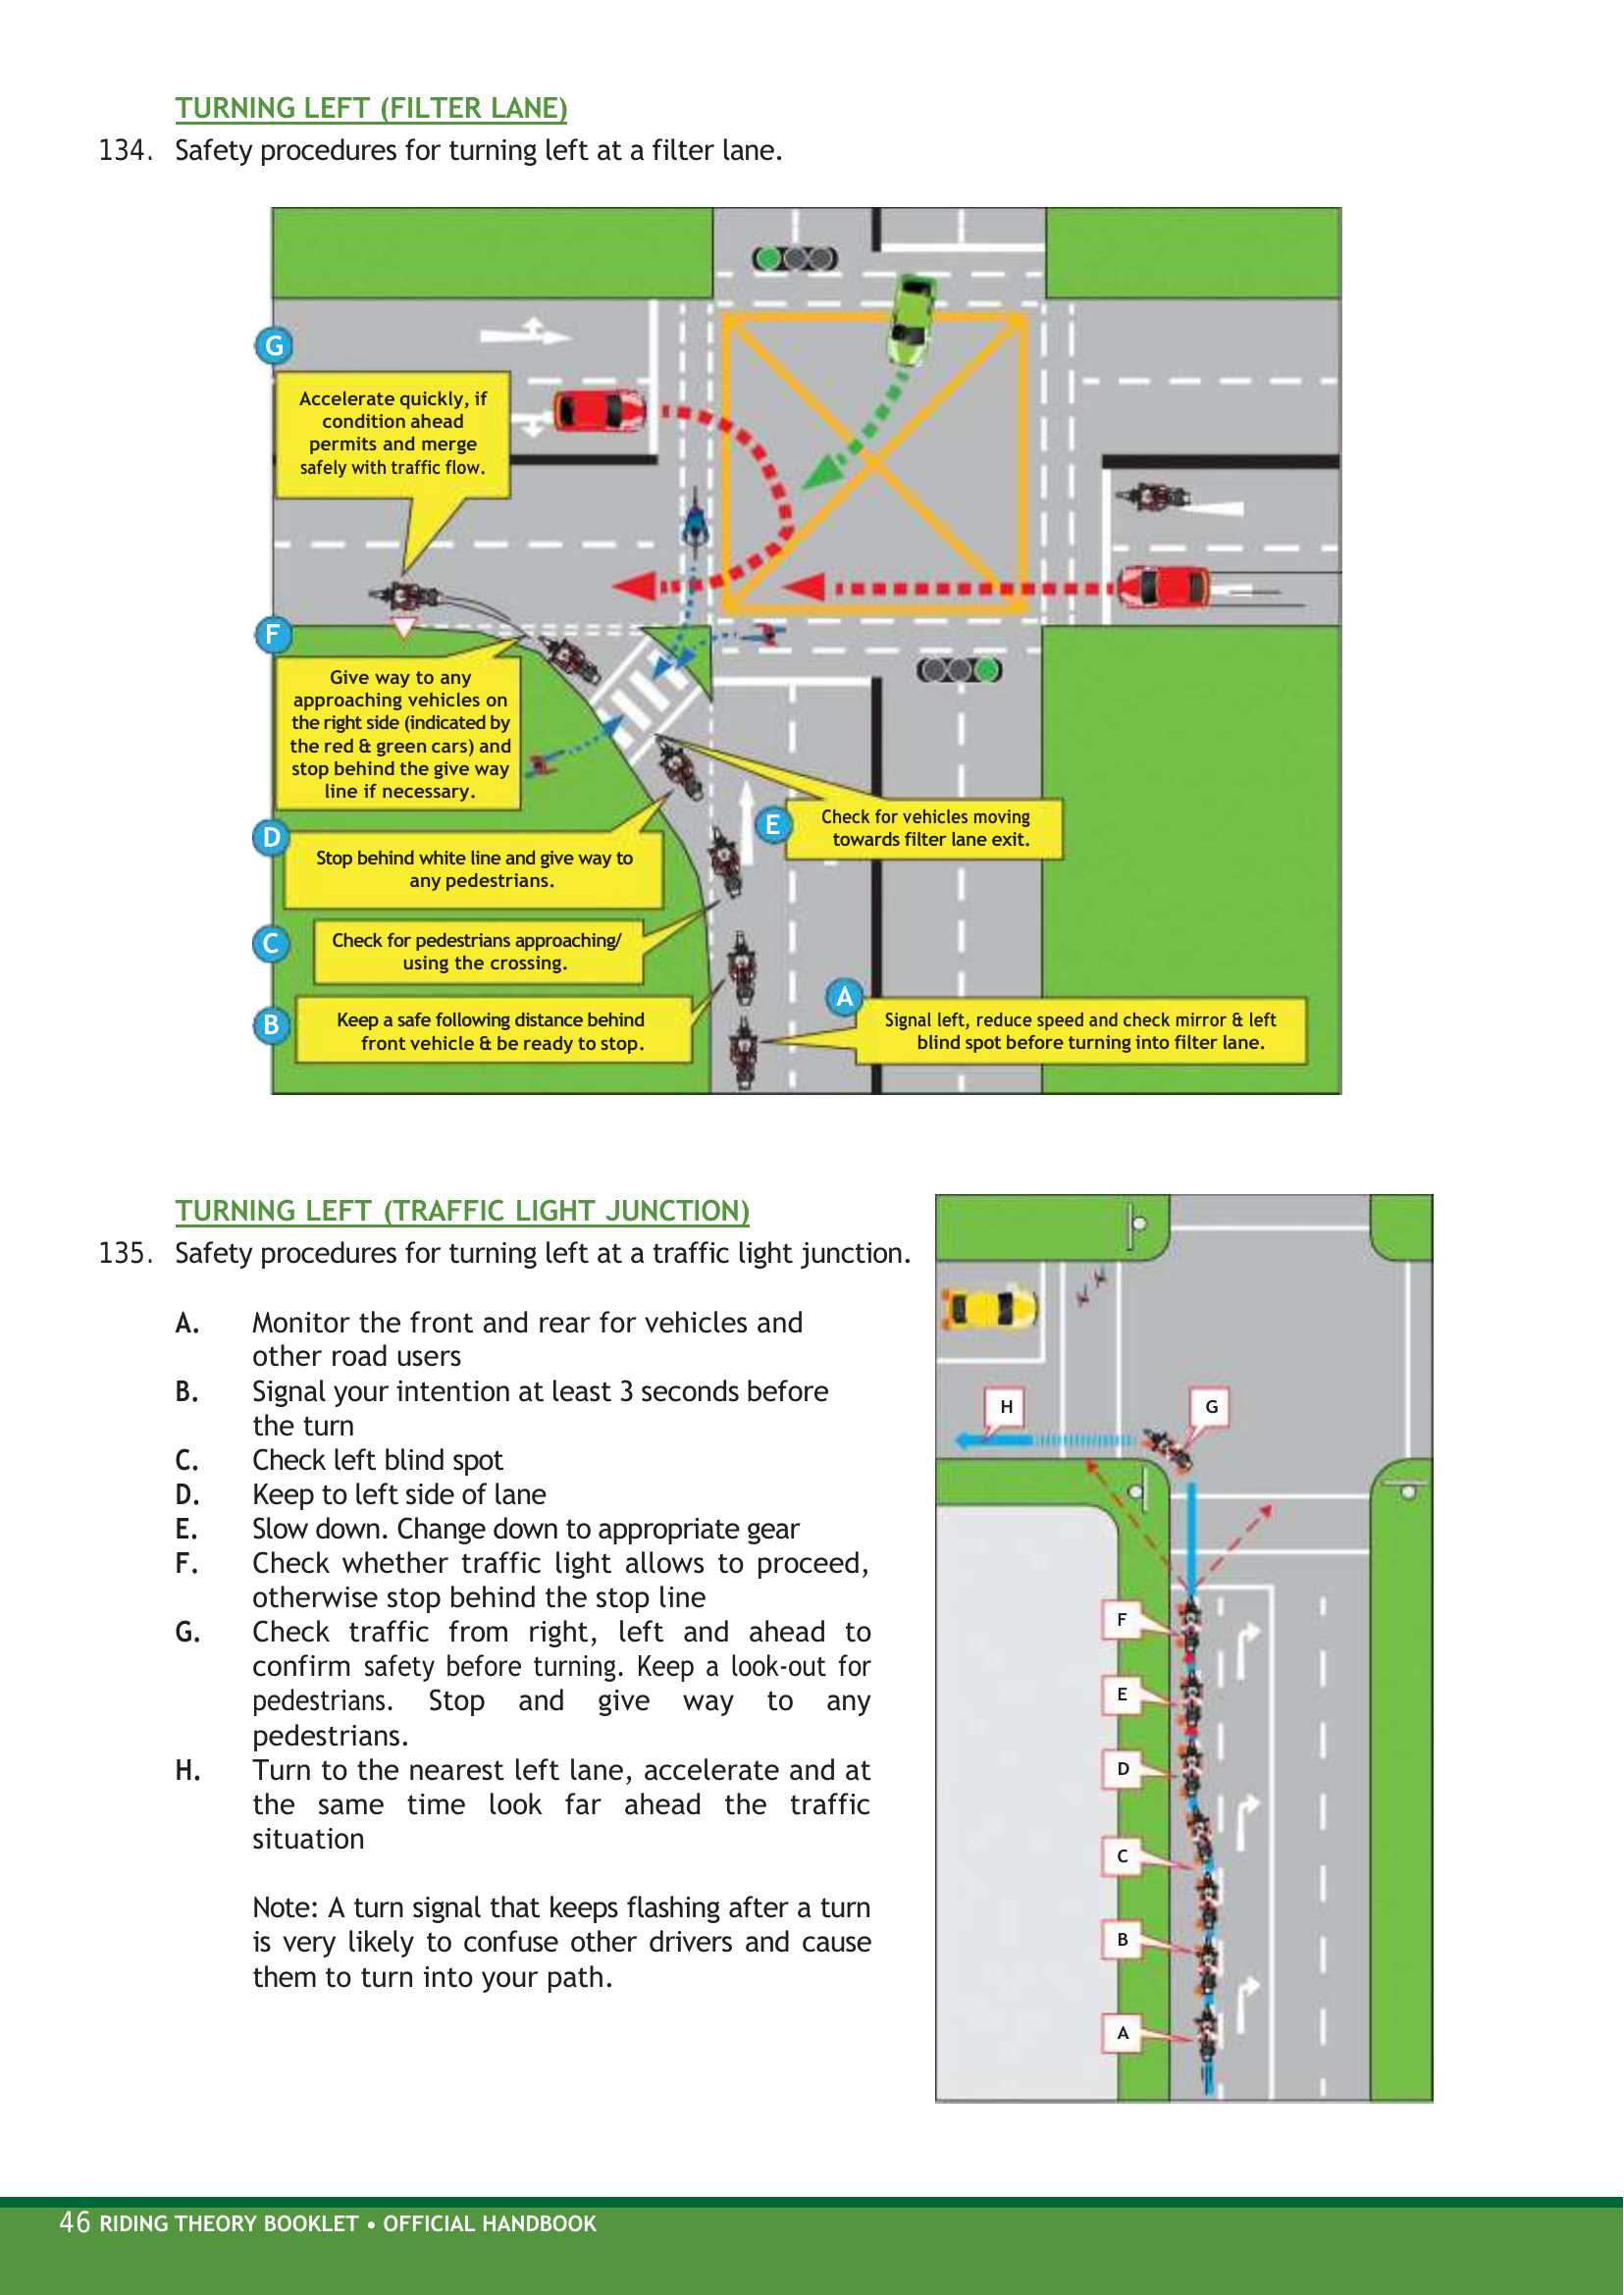 TURNING LEFT (FILTER LANE)
134. Safety procedures for turning left at a filter lane.
G
Accelerate quickly, if
condition ahead
permits and merge
safely with traffic flow.
F
Give way to any
approaching vehicles on
the right side (indicated by
the red & green cars) and
stop behind the give way
line if necessary.
E
Check for vehicles moving
towards filter lane exit.
D
Stop behind white line and give way to
any pedestrians.
C
Check for pedestrians approaching/
using the crossing.
B
Keep a safe following distance behind
front vehicle & be ready to stop.
A
Signal left, reduce speed and check mirror & left
blind spot before turning into filter lane.
TURNING LEFT (TRAFFIC LIGHT JUNCTION)
135. Safety procedures for turning left at a traffic light junction.
A. Monitor the front and rear for vehicles and
other road users
B. Signal your intention at least 3 seconds before
the turn
C. Check left blind spot
D. Keep to left side of lane
E. Slow down. Change down to appropriate gear
F. Check whether traffic light allows to proceed,
otherwise stop behind the stop line
G. Check traffic from right, left and ahead to
confirm safety before turning. Keep a look-out for
pedestrians. Stop and give way to any
pedestrians.
H. Turn to the nearest left lane, accelerate and at
the same time look far ahead the traffic
situation
Note: A turn signal that keeps flashing after a turn
is very likely to confuse other drivers and cause
them to turn into your path.
H
G
F
E
D
C
B
A
46 RIDING THEORY BOOKLET • OFFICIAL HANDBOOK